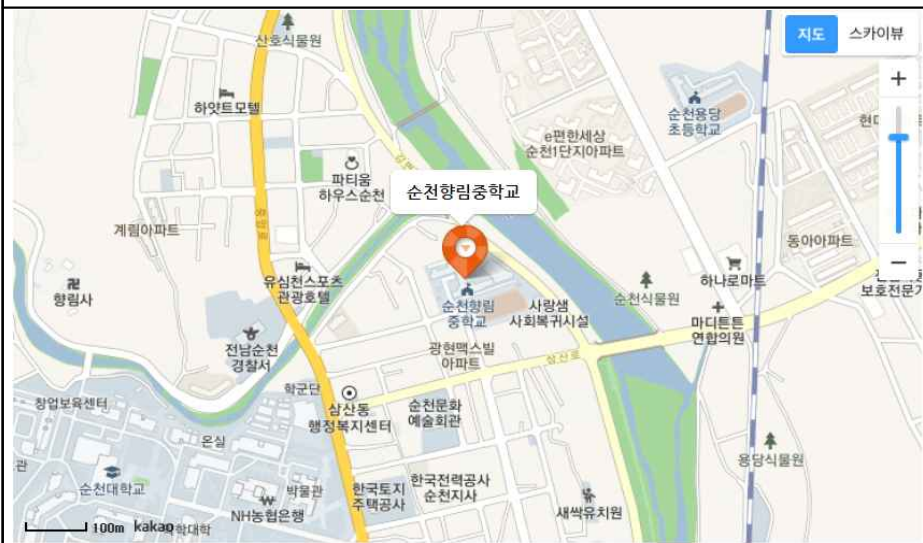 지도 스카이뷰
산호식물원
하얏트모텔
순천용당
초등학교
e편한세상
순천1단지아파트
파티움
하우스순천
순천향림중학교
계림아파트
중앙로
동아아파트
향림사
유심천스포츠
관광호텔
하나로마트
순천식물원
순천향림
중학교
사랑샘
사회복귀시설
마디튼튼
연합의원
보호전문기
전남순천
경찰서
광현맥스빌
아파트
삼산로
학군단
창업보육센터
삼산동
행정복지센터
순천문화
예술회관
온실
용당식물원
순천대학교
박물관
한국토지
주택공사
한국전력공사
순천지사
NH농협은행
새싹유치원
100m kakao